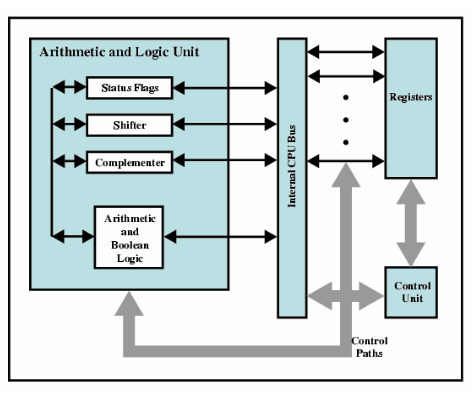 Arithmetic and Logic Unit
Status Flags
Shifter
Complementer
Arithmetic
and
Boolean
Logic
Internal CPU Bus
Registers
Control
Unit
Control
Paths